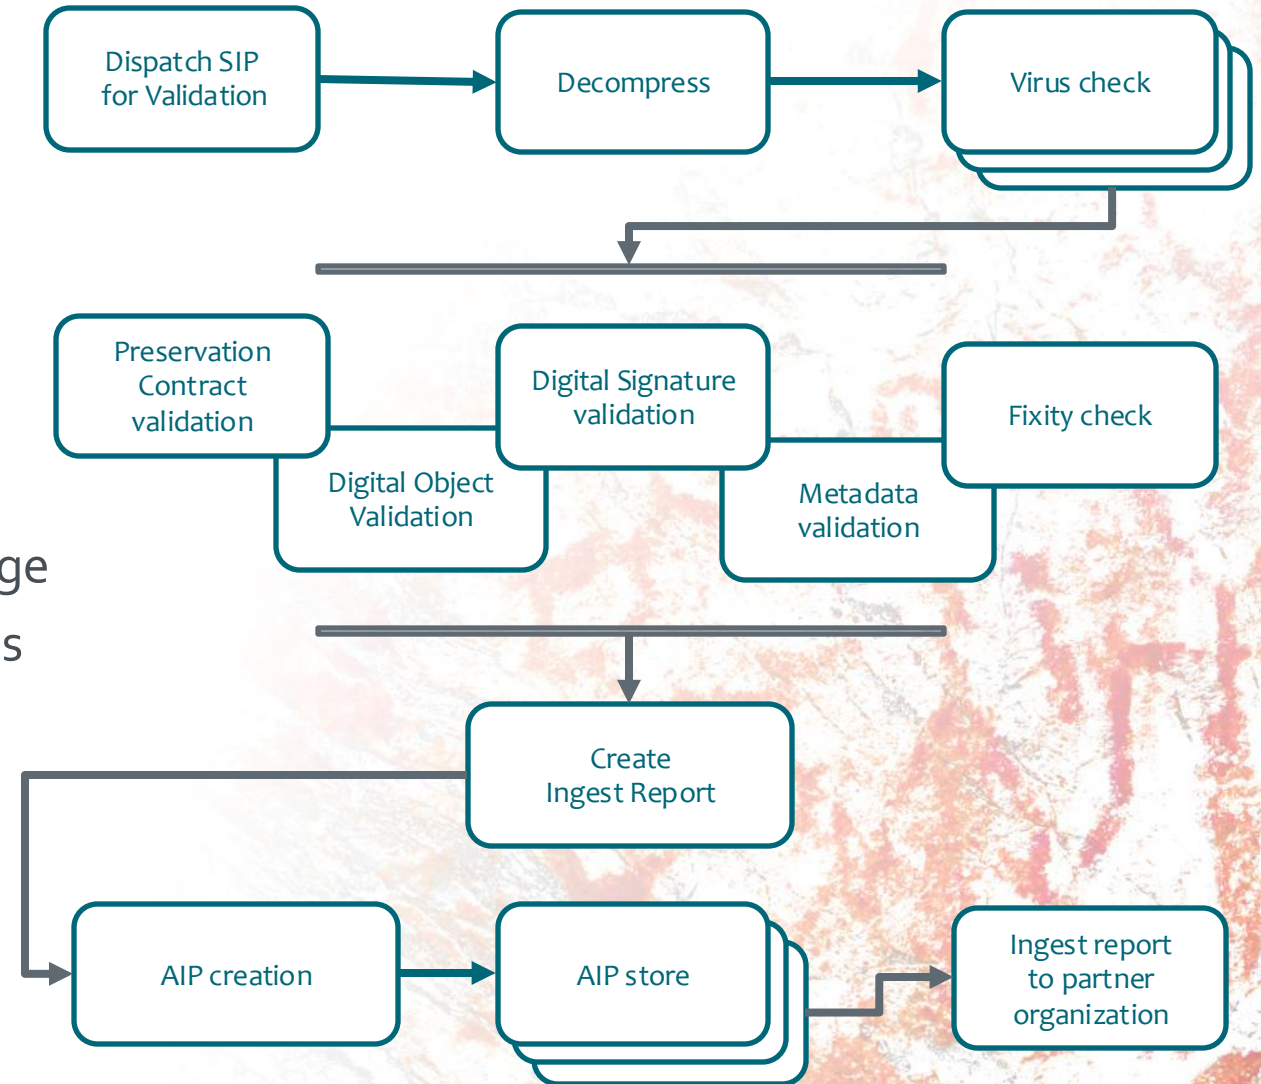 Dispatch SIP
for Validation
Decompress
Virus check
Preservation
Contract
validation
Digital Signature
validation
Fixity check
Digital Object
Validation
Metadata
validation
ge
s
Create
Ingest Report
AIP creation
AIP store
Ingest report
to partner
organization